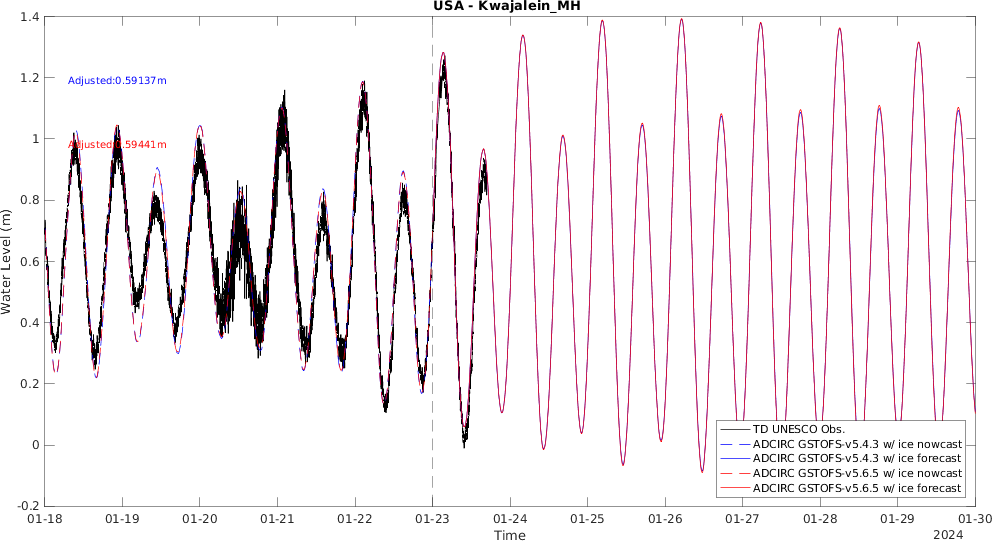 USA - Kwajalein_MH
1.4
1.2
1
0.8
0.6
0.4
0.2
0
-0.2
Water Level (m)
Adjusted:0.59137m
Adjusted:0.59441m
TD UNESCO Obs.
ADCIRC GSTOFS-v5.4.3 w/ ice nowcast
ADCIRC GSTOFS-v5.4.3 w/ ice forecast
ADCIRC GSTOFS-v5.6.5 w/ ice nowcast
ADCIRC GSTOFS-v5.6.5 w/ ice forecast
01-18 01-19 01-20 01-21 01-22 01-23 01-24 01-25 01-26 01-27 01-28 01-29 01-30
Time
2024